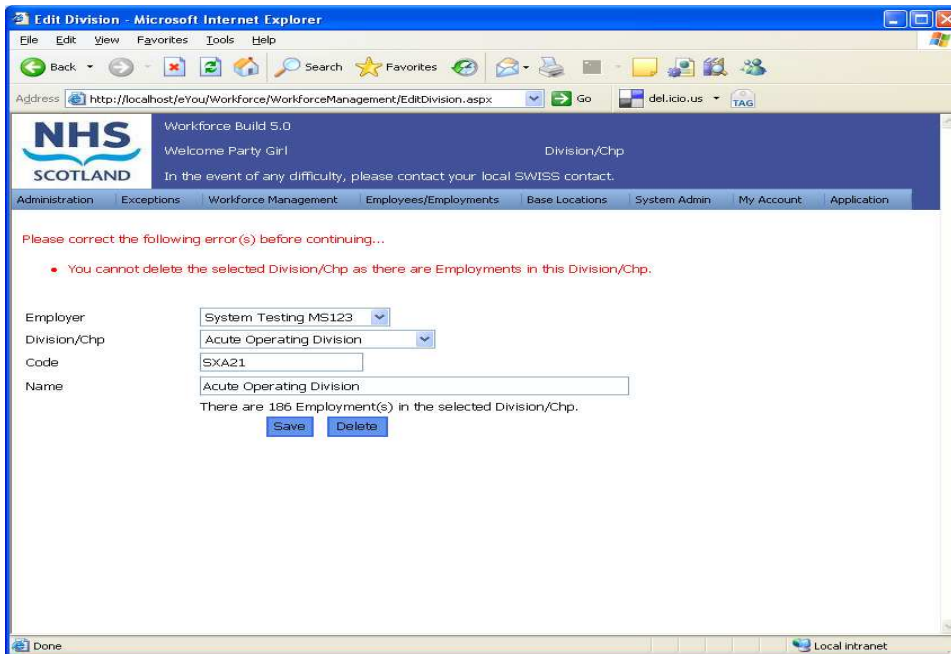 Edit Division - Microsoft Internet Explorer
File Edit View Favorites Tools Help
Back Search Favorites
Address http://localhost/eYou/Workforce/WorkforceManagement/EditDivision.aspx Go del.icio.us TAG
NHS
SCOTLAND
Workforce Build 5.0
Welcome Party Girl Division/Chp
In the event of any difficulty, please contact your local SWISS contact.
Administration Exceptions Workforce Management Employees/Employments Base Locations System Admin My Account Application
Please correct the following error(s) before continuing...
• You cannot delete the selected Division/Chp as there are Employments in this Division/Chp.
Employer System Testing MS123
Division/Chp Acute Operating Division
Code SXA21
Name Acute Operating Division
There are 186 Employment(s) in the selected Division/Chp.
Save Delete
Done Local intranet